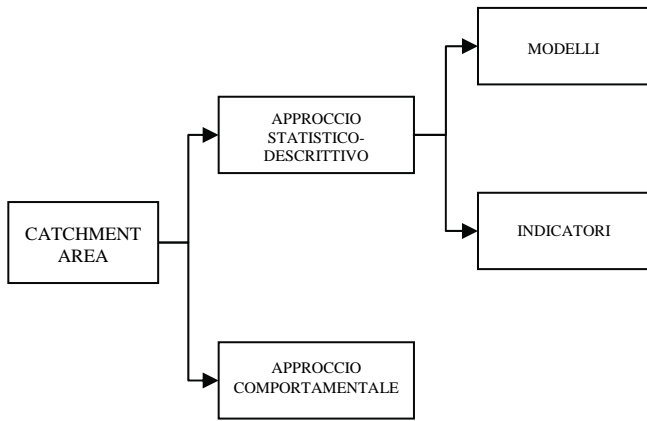 MODELLI
APPROCCIO
STATISTICO-
DESCRITTIVO
CATCHMENT
AREA
INDICATORI
APPROCCIO
COMPORTAMENTALE